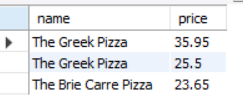 name price
The Greek Pizza 35.95
The Greek Pizza 25.5
The Brie Carre Pizza 23.65